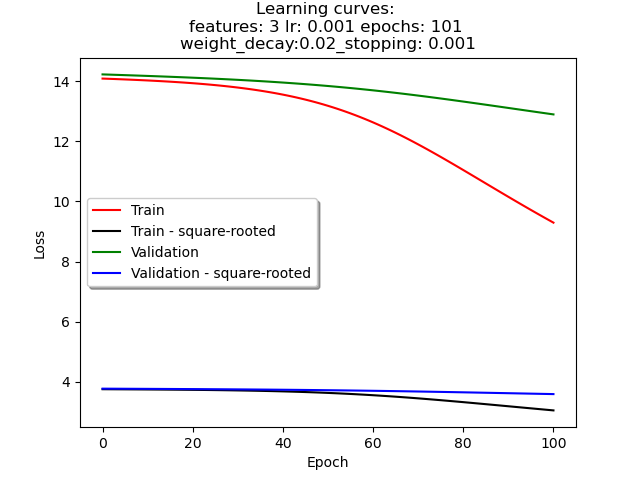 Learning curves:
features: 3 lr: 0.001 epochs: 101
weight_decay:0.02_stopping: 0.001
14
12
10
8
6
4
Loss
Train
Train - square-rooted
Validation
Validation - square-rooted
0
20
40
60
80
100
Epoch